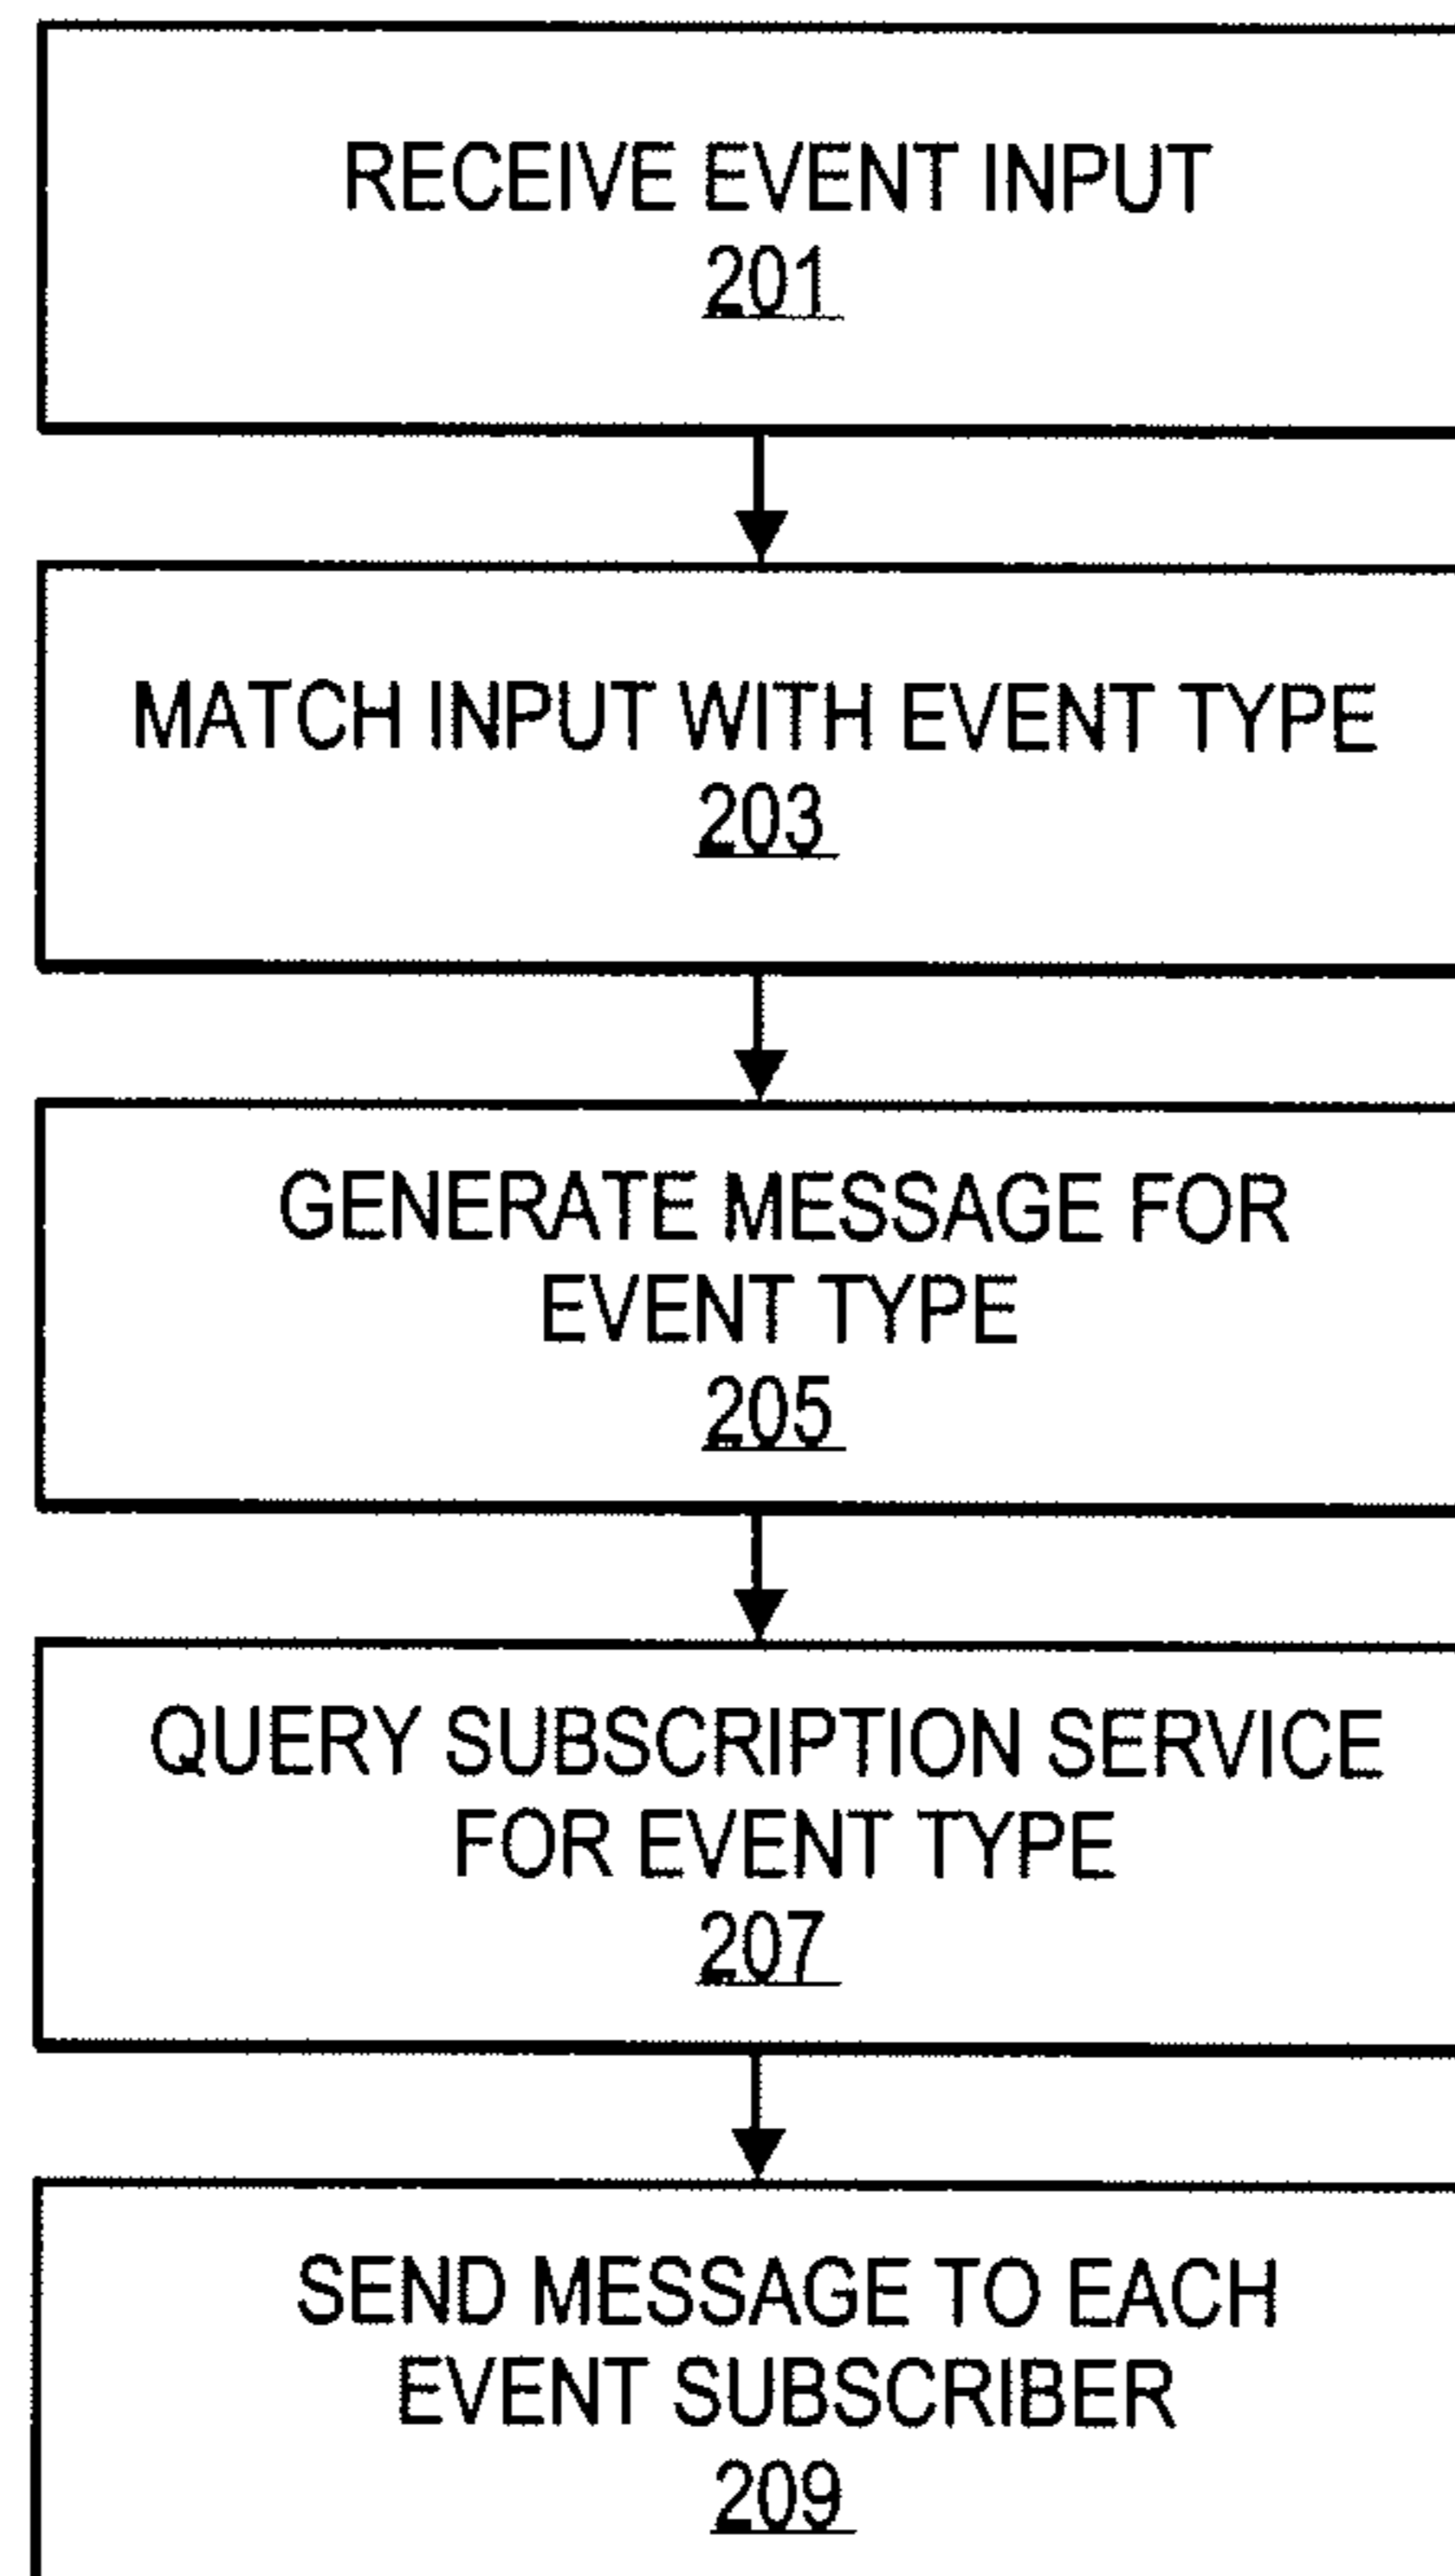 RECEIVE EVENT INPUT
201
MATCH INPUT WITH EVENT TYPE
203
GENERATE MESSAGE FOR
EVENT TYPE
205
QUERY SUBSCRIPTION SERVICE
FOR EVENT TYPE
207
SEND MESSAGE TO EACH
EVENT SUBSCRIBER
209